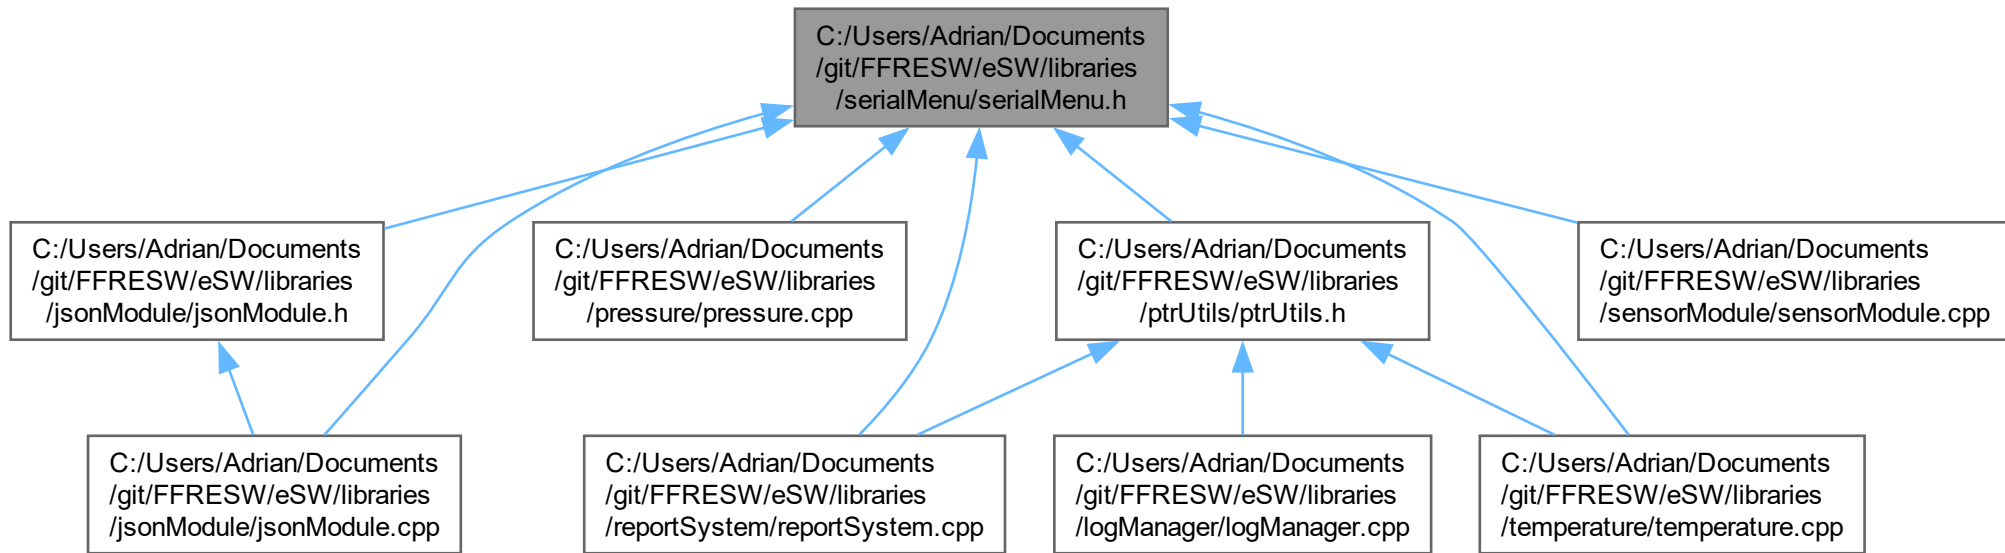 C:/Users/Adrian/Documents
/git/FFRESW/eSW/libraries
/serialMenu/serialMenu.h
C:/Users/Adrian/Documents
/git/FFRESW/eSW/libraries
/jsonModule/jsonModule.h
C:/Users/Adrian/Documents
/git/FFRESW/eSW/libraries
/pressure/pressure.cpp
C:/Users/Adrian/Documents
/git/FFRESW/eSW/libraries
/ptrUtils/ptrUtils.h
C:/Users/Adrian/Documents
/git/FFRESW/eSW/libraries
/sensorModule/sensorModule.cpp
C:/Users/Adrian/Documents
/git/FFRESW/eSW/libraries
/jsonModule/jsonModule.cpp
C:/Users/Adrian/Documents
/git/FFRESW/eSW/libraries
/reportSystem/reportSystem.cpp
C:/Users/Adrian/Documents
/git/FFRESW/eSW/libraries
/logManager/logManager.cpp
C:/Users/Adrian/Documents
/git/FFRESW/eSW/libraries
/temperature/temperature.cpp